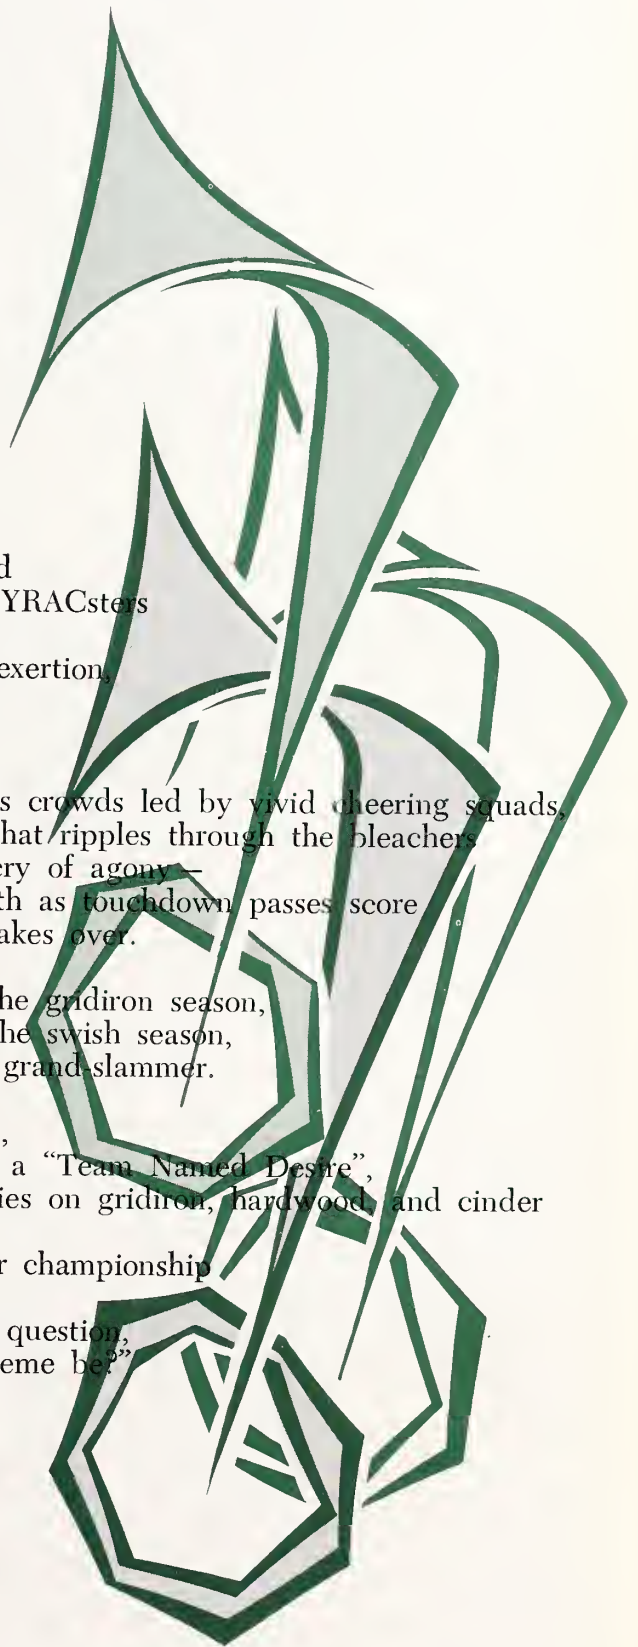 d
YRACsters
exertion,
s crowds led by vivid cheering squads,
hat ripples through the bleachers
ery of agony —
th as touchdown passes score
akes over.
he gridiron season,
he swish season,
grand-slammer.
,
a “Team Named Desire”,
ies on gridiron, hardwood, and cinder
r championship
question,
eme be?”